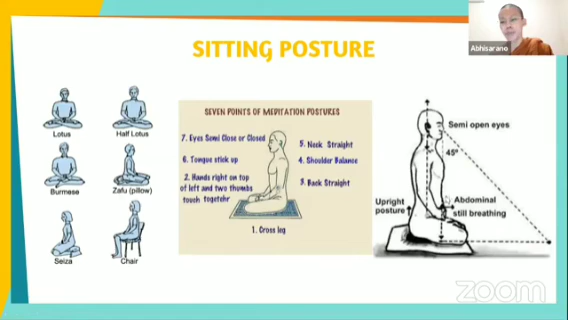 Abhisarano
SITTING POSTURE
Lotus
Half Lotus
Burmese
Zafu (pillow)
Seiza
Chair
SEVEN POINTS OF MEDITATION POSTURES
7. Eyes Semi Close or Closed
6. Tongue stick up
2. Hands right on top
of left and two thumbs
touch togetehr
5. Neck Straight
4. Shoulder Balance
3. Back Straight
1. Cross leg
Semi open eyes
45°
Upright
posture
Abdominal
still breathing
zoom